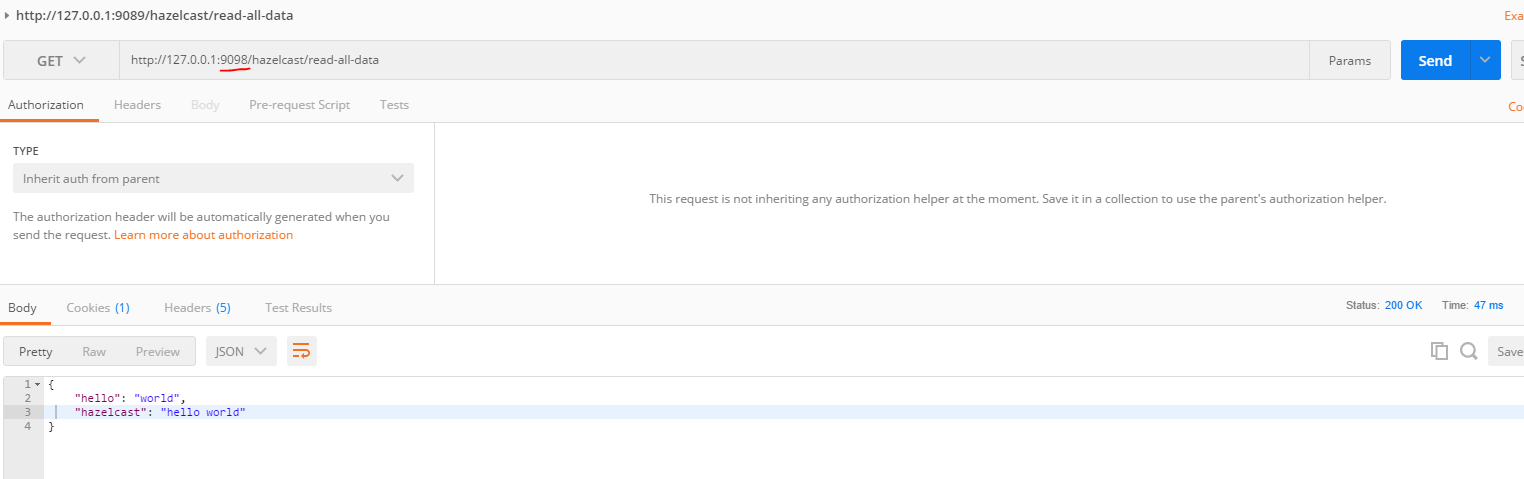 http://127.0.0.1:9089/hazelcast/read-all-data
Exa
GET http://127.0.0.1:9098/hazelcast/read-all-data Params Send S
Authorization Headers Body Pre-request Script Tests
Co
TYPE
Inherit auth from parent
The authorization header will be automatically generated when you
send the request. Learn more about authorization
This request is not inheriting any authorization helper at the moment. Save it in a collection to use the parent's authorization helper.
Body Cookies (1) Headers (5) Test Results Status: 200 OK Time: 47 ms
Pretty Raw Preview JSON Save
1 {
2 "hello": "world",
3 "hazelcast": "hello world"
4 }